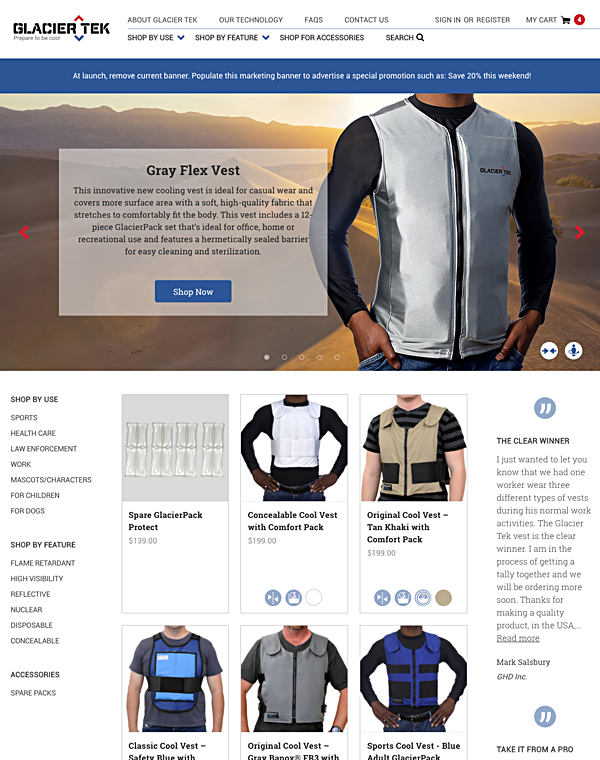 GLACIER TEK
Prepare to be cool
ABOUT GLACIER TEK
OUR TECHNOLOGY
FAQS
CONTACT US
SIGN IN OR REGISTER
MY CART
4
SHOP BY USE
SHOP BY FEATURE
SHOP FOR ACCESSORIES
SEARCH
At launch, remove current banner. Populate this marketing banner to advertise a special promotion such as: Save 20% this weekend!
Gray Flex Vest
This innovative new cooling vest is ideal for casual wear and
covers more surface area with a soft, high-quality fabric that
stretches to comfortably fit the body. This vest includes a 12-
piece GlacierPack set that's ideal for office, home or
recreational use and features a hermetically sealed barrier
for easy cleaning and sterilization.
Shop Now
GLACIER TEK
SHOP BY USE
SPORTS
HEALTH CARE
LAW ENFORCEMENT
WORK
MASCOTS/CHARACTERS
FOR CHILDREN
FOR DOGS
SHOP BY FEATURE
FLAME RETARDANT
HIGH VISIBILITY
REFLECTIVE
NUCLEAR
DISPOSABLE
CONCEALABLE
ACCESSORIES
SPARE PACKS
Spare GlacierPack
Protect
$139.00
Concealable Cool Vest
with Comfort Pack
$199.00
Original Cool Vest –
Tan Khaki with
Comfort Pack
$199.00
Classic Cool Vest –
Safety Blue with
Original Cool Vest –
Gray Banox® FR3 with
Sports Cool Vest - Blue
Adult GlacierPack
THE CLEAR WINNER
I just wanted to let you
know that we had one
worker wear three
different types of vests
during his normal work
activities. The Glacier
Tek vest is the clear
winner. I am in the
process of getting a
tally together and we
will be ordering more
soon. Thanks for
making a quality
product, in the USA,...
Read more
Mark Salsbury
GHD Inc.
TAKE IT FROM A PRO